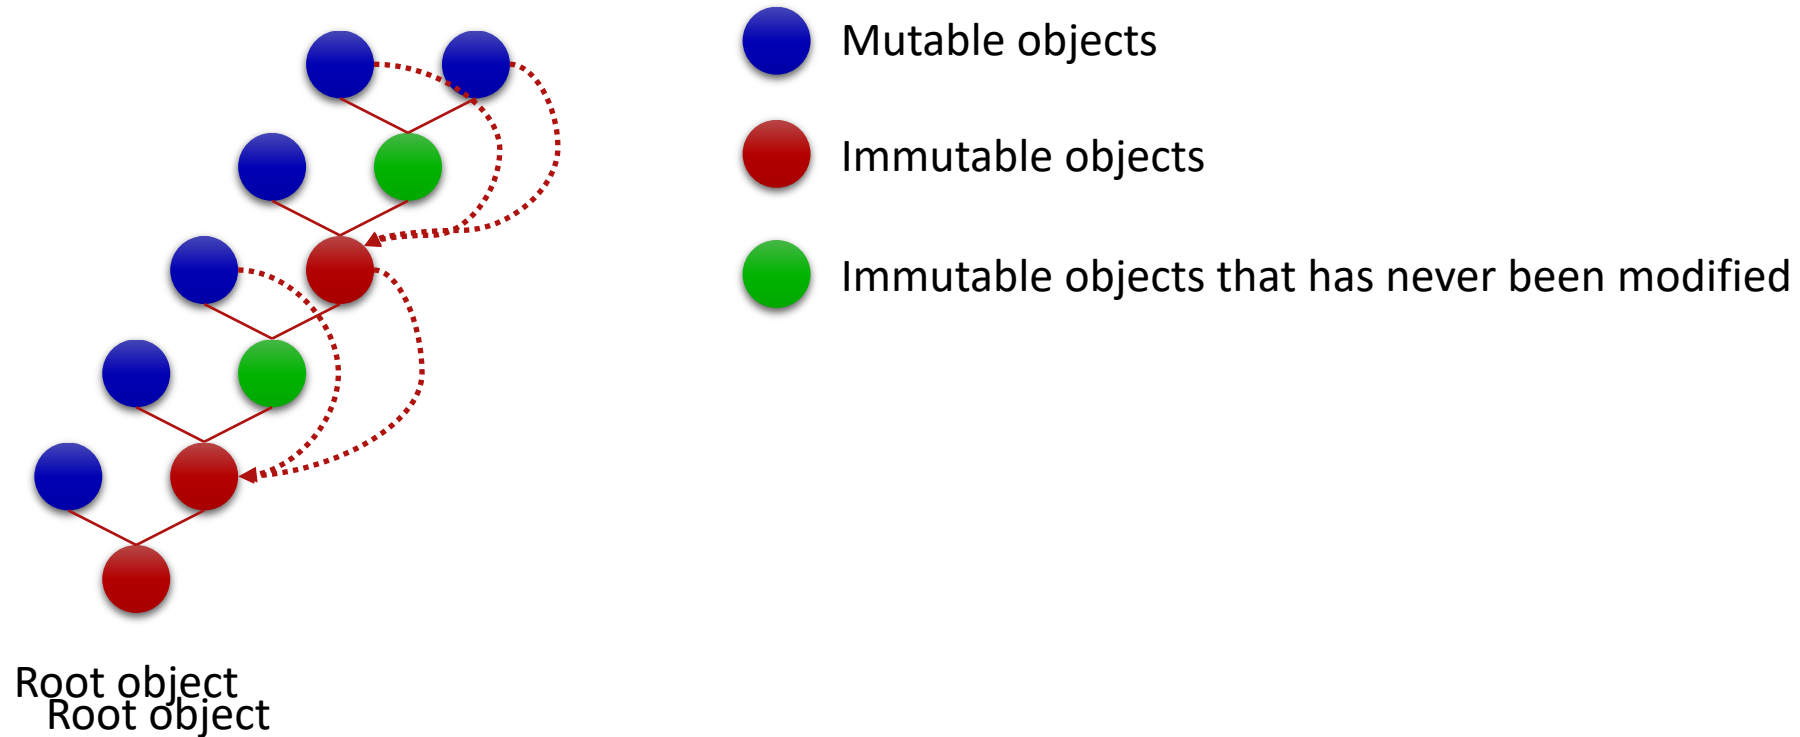 Mutable objects
Immutable objects
Immutable objects that has never been modified
Root object
Root object